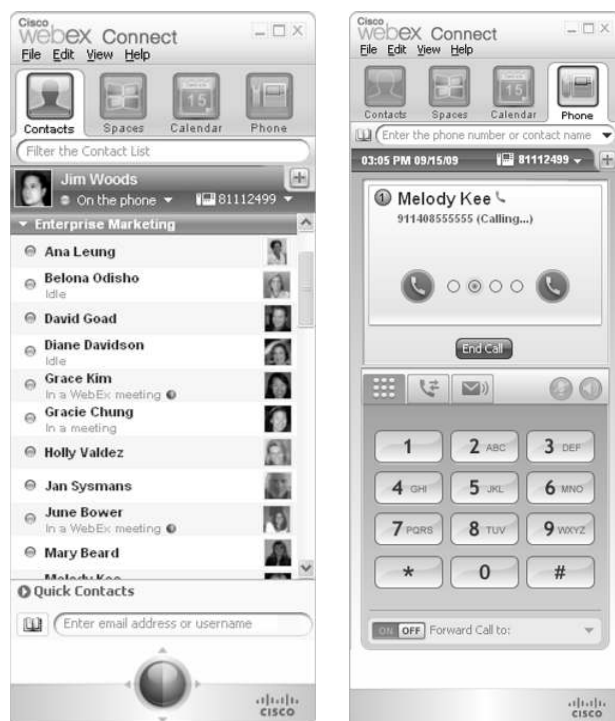 Cisco
webex Connect
File Edit View Help
Contacts Spaces Calendar Phone
Filter the Contact List
Jim Woods
On the phone 81112499
Enterprise Marketing
Ana Leung
Belona Odisho
Idle
David Goad
Diane Davidson
Idle
Grace Kim
In a WebEx meeting
Gracie Chung
In a meeting
Holly Valdez
Jan Sysmans
June Bower
In a WebEx meeting
Mary Beard
Melody Kee
Quick Contacts
Enter email address or username
CISCO
Cisco
webex Connect
File Edit View Help
15
Contacts Spaces Calendar Phone
Enter the phone number or contact name
03:05 PM 09/15/09 81112499
1 Melody Kee
911408555555 (Calling...)
End Call
1 2 ABC 3 DEF
4 GHI 5 JKL 6 MNO
7 PQRS 8 TUV 9 WXYZ
* 0 #
ON OFF Forward Call to:
CISCO